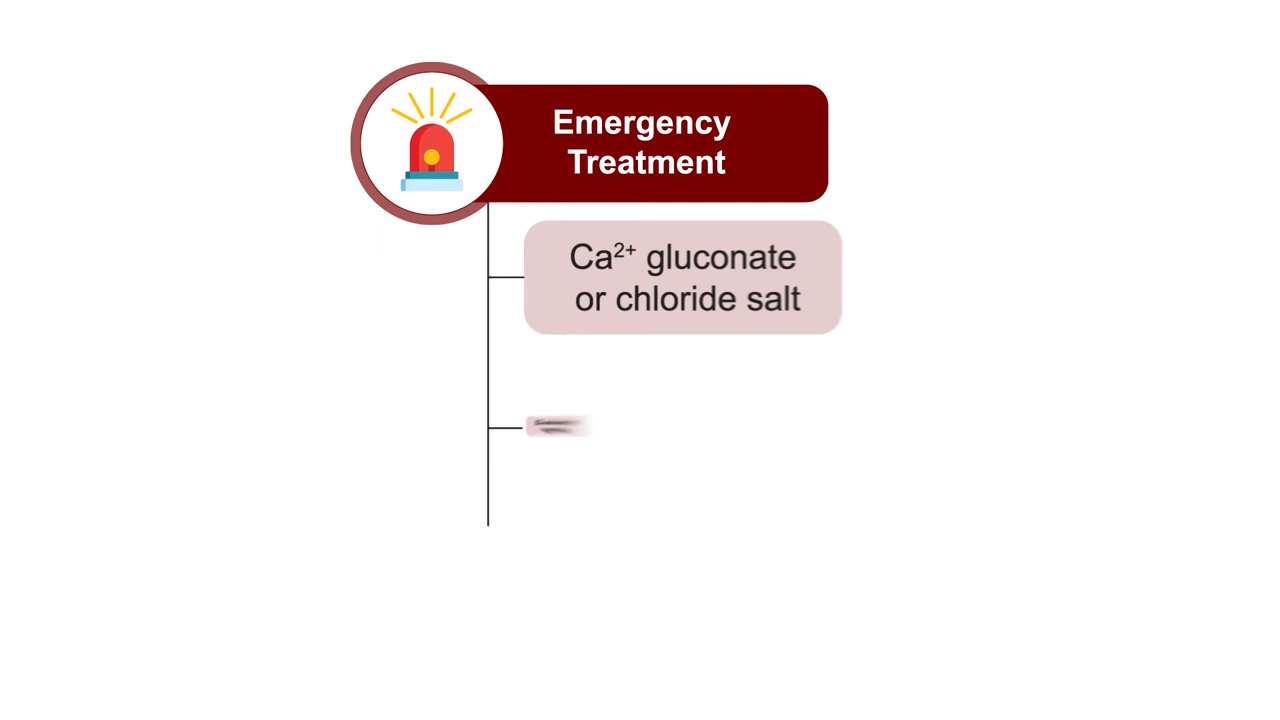 Emergency
Treatment
Ca²⁺ gluconate
or chloride salt